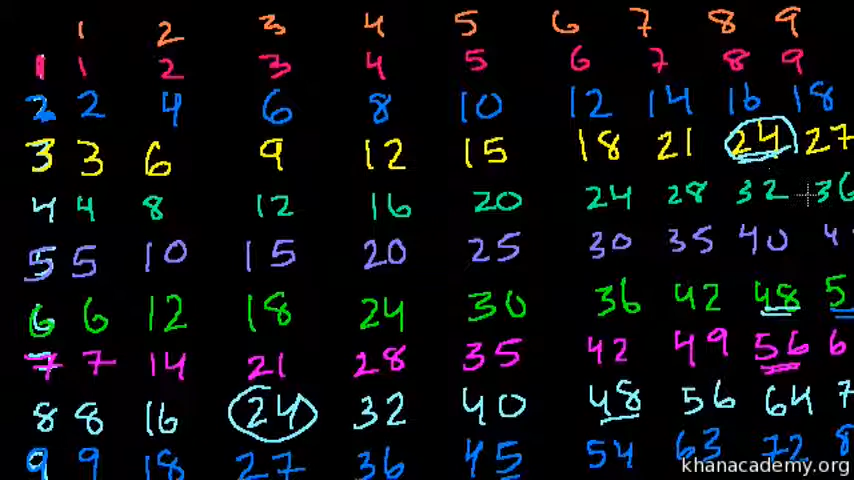 1 2 3 4 5 6 7 8 9
1 1 2 3 4 5 6 7 8 9
2 2 4 6 8 10 12 14 16 18
3 3 6 9 12 15 18 21 24 27
4 4 8 12 16 20 24 28 32 36
5 5 10 15 20 25 30 35 40 4
6 6 12 18 24 30 36 42 48 5
7 7 14 21 28 35 42 49 56 6
8 8 16 24 32 40 48 56 64 7
9 9 18 27 36 45 54 63 72 8
khanacademy.org